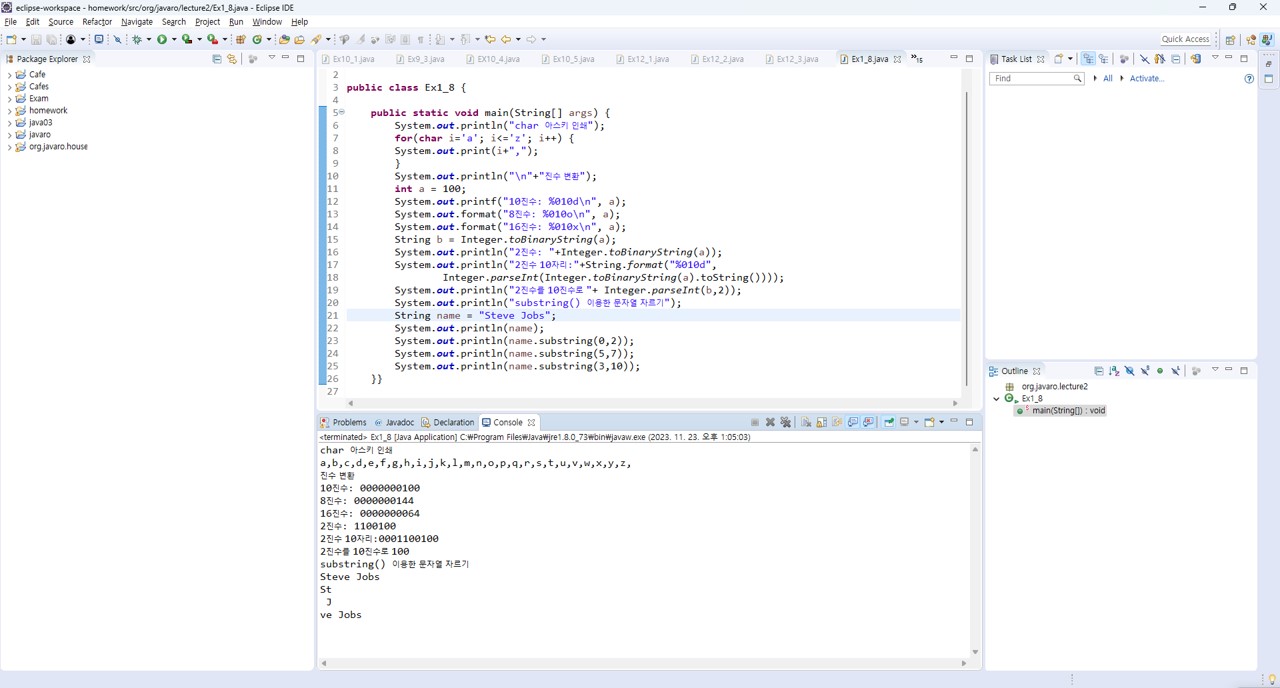 eclipse-workspace - homework/src/org/javaro/lecture2/Ex1_8.java - Eclipse IDE
File Edit Source Refactor Navigate Search Project Run Window Help
Quick Access
Package Explorer
Cafe
Cafes
Exam
homework
java03
javaro
org.javaro.house
Ex10_1.java Ex9_3.java EX10_4.java Ex10_5.java Ex12_1.java Ex12_2.java Ex12_3.java Ex1_8.java »15
2
3 public class Ex1_8 {
4
5 public static void main(String[] args) {
6 System.out.println("char 아스키 인쇄");
7 for(char i='a'; i<='z'; i++) {
8 System.out.print(i+",");
9 }
10 System.out.println("\n"+"진수 변환");
11 int a = 100;
12 System.out.printf("10진수: %010d\n", a);
13 System.out.format("8진수: %010o\n", a);
14 System.out.format("16진수: %010x\n", a);
15 String b = Integer.toBinaryString(a);
16 System.out.println("2진수: "+Integer.toBinaryString(a));
17 System.out.println("2진수 10자리:"+String.format("%010d",
18 Integer.parseInt(Integer.toBinaryString(a).toString())));
19 System.out.println("2진수를 10진수로 "+ Integer.parseInt(b,2));
20 System.out.println("substring() 이용한 문자열 자르기");
21 String name = "Steve Jobs";
22 System.out.println(name);
23 System.out.println(name.substring(0,2));
24 System.out.println(name.substring(5,7));
25 System.out.println(name.substring(3,10));
26 }}
27
Problems Javadoc Declaration Console
<terminated> Ex1_8 [Java Application] C:₩Program Files₩Java₩jre1.8.0_73₩bin₩javaw.exe (2023. 11. 23. 오후 1:05:03)
char 아스키 인쇄
a,b,c,d,e,f,g,h,i,j,k,l,m,n,o,p,q,r,s,t,u,v,w,x,y,z,
진수 변환
10진수: 0000000100
8진수: 0000000144
16진수: 0000000064
2진수: 1100100
2진수 10자리:0001100100
2진수를 10진수로 100
substring() 이용한 문자열 자르기
Steve Jobs
St
J
ve Jobs
Task List
Find All Activate...
Outline
org.javaro.lecture2
Ex1_8
main(String[]) : void